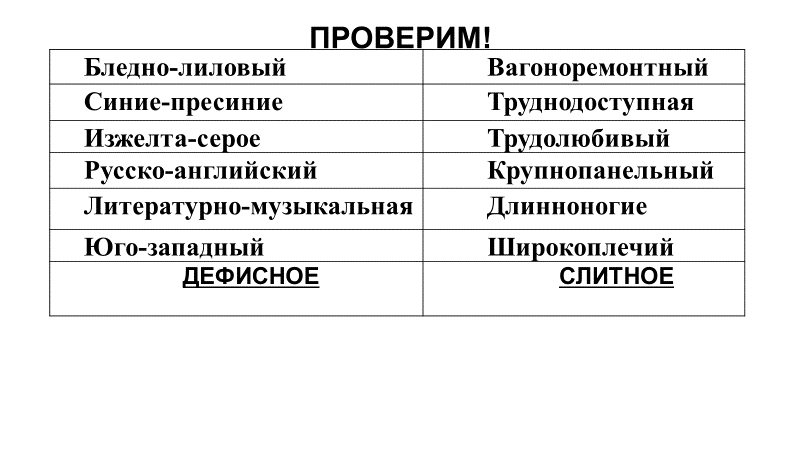 ПРОВЕРИМ!
Бледно-лиловый Вагоноремонтный
Синие-пресиние Труднодоступная
Изжелта-серое Трудолюбивый
Русско-английский Крупнопанельный
Литературно-музыкальная Длинноногие
Юго-западный Широкоплечий
ДЕФИСНОЕ СЛИТНОЕ